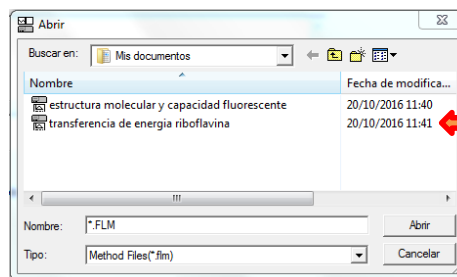 Abrir
Buscar en: Mis documentos
Nombre Fecha de modifica...
estructura molecular y capacidad fluorescente 20/10/2016 11:40
transferencia de energia riboflavina 20/10/2016 11:41
Nombre: *.FLM Abrir
Tipo: Method Files(*.flm) Cancelar